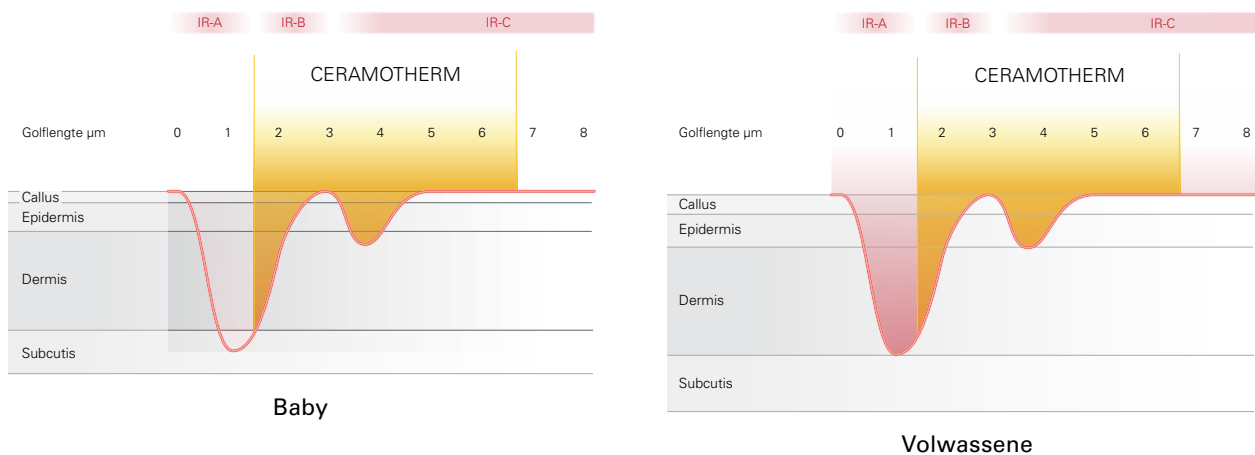 IR-A IR-B IR-C
CERAMOTHERM
Golflengte µm 0 1 2 3 4 5 6 7 8
Callus
Epidermis
Dermis
Subcutis
Baby
IR-A IR-B IR-C
CERAMOTHERM
Golflengte µm 0 1 2 3 4 5 6 7 8
Callus
Epidermis
Dermis
Subcutis
Volwassene